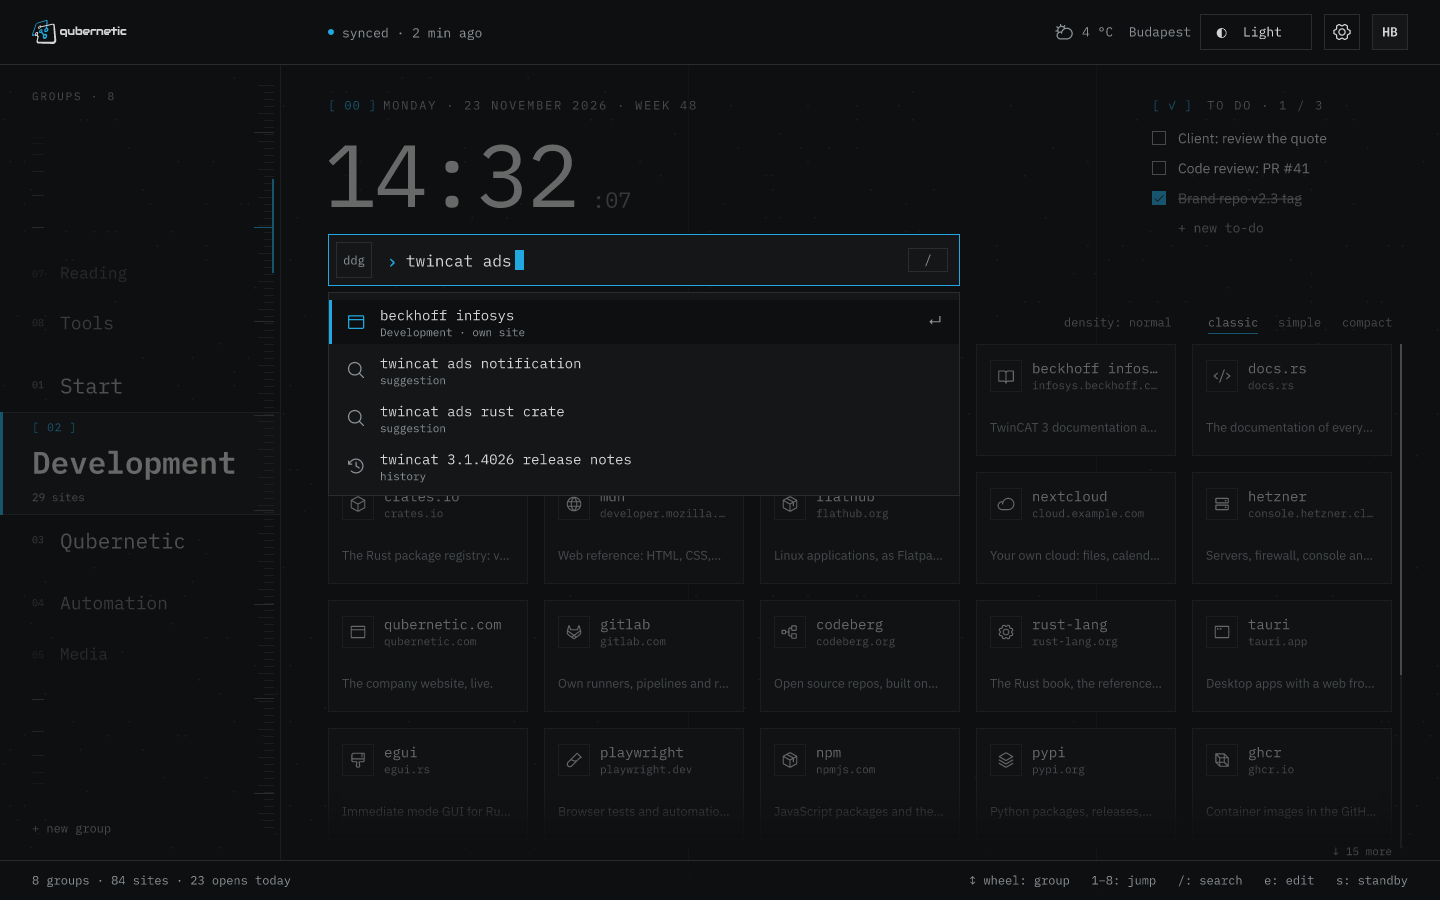 qubernetic
synced · 2 min ago
4 °C Budapest
Light
HB
GROUPS · 8
07 Reading
08 Tools
01 Start
[ 02 ]
Development
29 sites
03 Qubernetic
04 Automation
05 Media
+ new group
[ 00 ] MONDAY · 23 NOVEMBER 2026 · WEEK 48
14:32 :07
[ √ ] TO DO · 1 / 3
Client: review the quote
Code review: PR #41
Brand repo v2.3 tag
+ new to-do
ddg › twincat ads /
beckhoff infosys
Development · own site
twincat ads notification
suggestion
twincat ads rust crate
suggestion
twincat 3.1.4026 release notes
history
density: normal classic simple compact
beckhoff infos…
infosys.beckhoff.c…
TwinCAT 3 documentation a…
docs.rs
docs.rs
The documentation of every…
crates.io
crates.io
The Rust package registry: v…
mdn
developer.mozilla.…
Web reference: HTML, CSS,…
flathub
flathub.org
Linux applications, as Flatpa…
nextcloud
cloud.example.com
Your own cloud: files, calend…
hetzner
console.hetzner.cl…
Servers, firewall, console an…
qubernetic.com
qubernetic.com
The company website, live.
gitlab
gitlab.com
Own runners, pipelines and r…
codeberg
codeberg.org
Open source repos, built on…
rust-lang
rust-lang.org
The Rust book, the reference…
tauri
tauri.app
Desktop apps with a web fro…
egui
egui.rs
Immediate mode GUI for Ru…
playwright
playwright.dev
Browser tests and automatio…
npm
npmjs.com
JavaScript packages and the…
pypi
pypi.org
Python packages, releases,…
ghcr
ghcr.io
Container images in the GitH…
↓ 15 more
8 groups · 84 sites · 23 opens today
↕ wheel: group 1–8: jump /: search e: edit s: standby